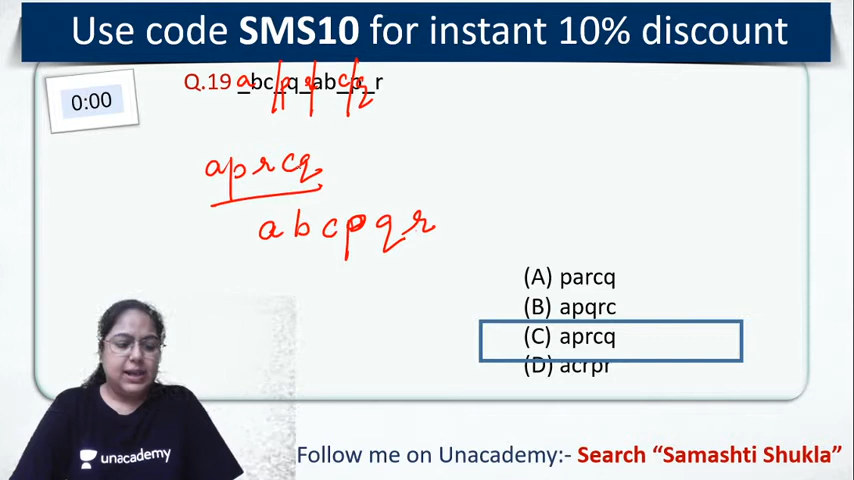 Use code SMS10 for instant 10% discount
Q.19 _bc_q_ab_p_r
0:00
aprcq
abcpqr
(A) parcq
(B) apqrc
(C) aprcq
(D) acrpr
unacademy
Follow me on Unacademy:- Search “Samashti Shukla”